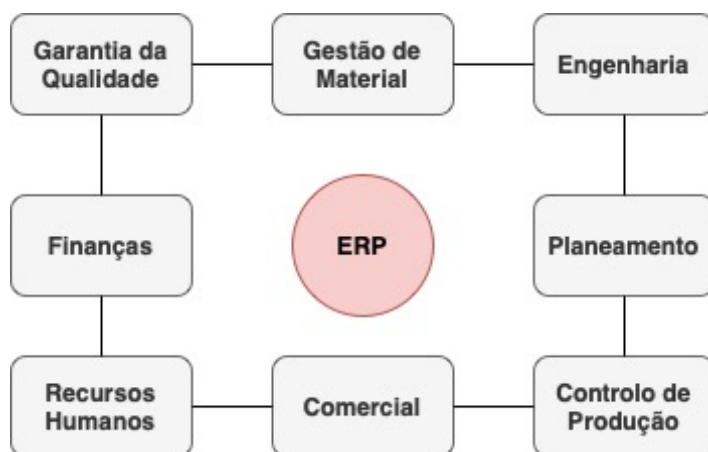 Garantia da
Qualidade
Gestão de
Material
Engenharia
Finanças
ERP
Planeamento
Recursos
Humanos
Comercial
Controlo de
Produção